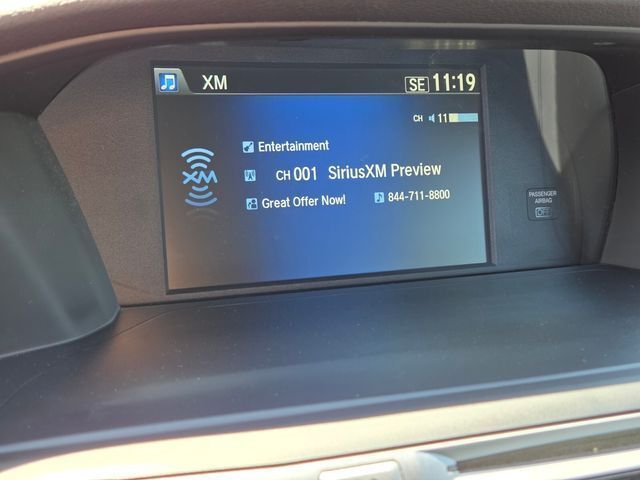 XM SE 11:19
CH 11
Entertainment
XM CH 001 SiriusXM Preview
Great Offer Now! 844-711-8800
PASSENGER
AIRBAG
OFF